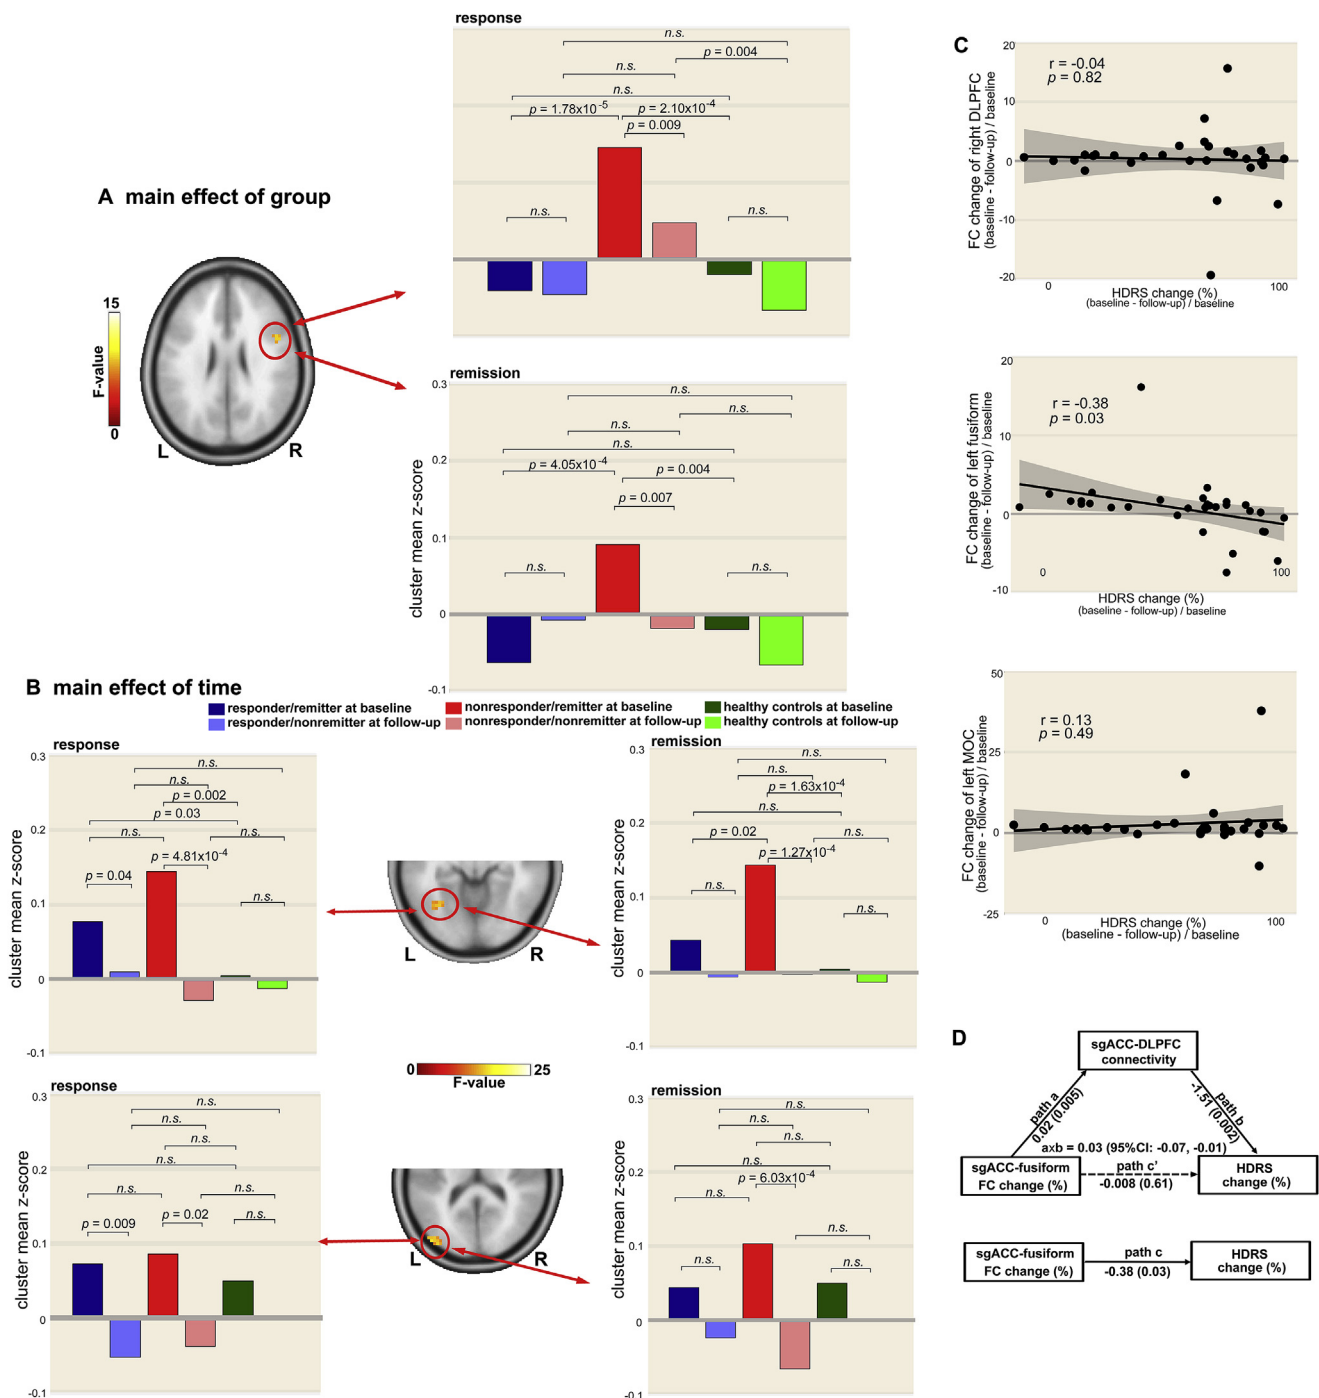 A main effect of group
15
F-value
0
L
R
response
n.s.
p = 0.004
n.s.
n.s.
p = 1.78x10-5
p = 2.10x10-4
p = 0.009
n.s.
n.s.
remission
0.3
0.2
0.1
0
-0.1
cluster mean z-score
n.s.
n.s.
n.s.
n.s.
p = 4.05x10-4
p = 0.004
p = 0.007
n.s.
n.s.
B main effect of time
responder/remitter at baseline
nonresponder/remitter at baseline
healthy controls at baseline
responder/nonremitter at follow-up
nonresponder/nonremitter at follow-up
healthy controls at follow-up
response
0.3
0.2
0.1
0
-0.1
cluster mean z-score
n.s.
n.s.
p = 0.002
p = 0.03
n.s.
n.s.
p = 4.81x10-4
p = 0.04
n.s.
L
R
remission
0.3
0.2
0.1
0
-0.1
cluster mean z-score
n.s.
n.s.
p = 1.63x10-4
n.s.
p = 0.02
n.s.
p = 1.27x10-4
n.s.
n.s.
0
25
F-value
response
0.3
0.2
0.1
0
-0.1
cluster mean z-score
n.s.
n.s.
n.s.
n.s.
n.s.
n.s.
p = 0.009
p = 0.02
n.s.
L
R
remission
0.3
0.2
0.1
0
-0.1
cluster mean z-score
n.s.
n.s.
n.s.
n.s.
p = 6.03x10-4
n.s.
n.s.
n.s.
n.s.
C
20
10
0
-10
-20
FC change of right DLPFC
(baseline - follow-up) / baseline
r = -0.04
p = 0.82
0
100
HDRS change (%)
(baseline - follow-up) / baseline
20
10
0
-10
FC change of left fusiform
(baseline - follow-up) / baseline
r = -0.38
p = 0.03
0
100
HDRS change (%)
(baseline - follow-up) / baseline
50
25
0
-25
FC change of left MOC
(baseline - follow-up) / baseline
r = 0.13
p = 0.49
0
100
HDRS change (%)
(baseline - follow-up) / baseline
D
sgACC-DLPFC
connectivity
path a
0.02 (0.005)
path b
-1.51 (0.002)
axb = 0.03 (95%CI: -0.07, -0.01)
sgACC-fusiform
FC change (%)
path c'
-0.008 (0.61)
HDRS
change (%)
sgACC-fusiform
FC change (%)
path c
-0.38 (0.03)
HDRS
change (%)